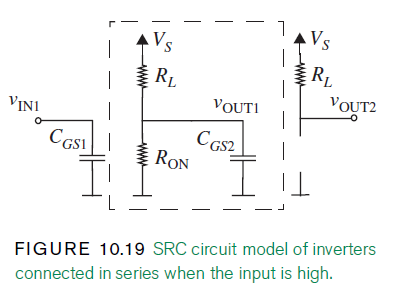 V_S
V_S
R_L
R_L
v_IN1
v_OUT1
v_OUT2
C_GS1
C_GS2
R_ON
FIGURE 10.19 SRC circuit model of inverters
connected in series when the input is high.